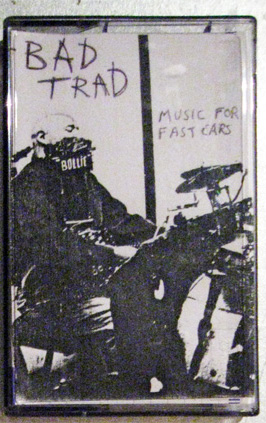 BAD
TRAD
MUSIC FOR
FAST CARS
BOLLIE